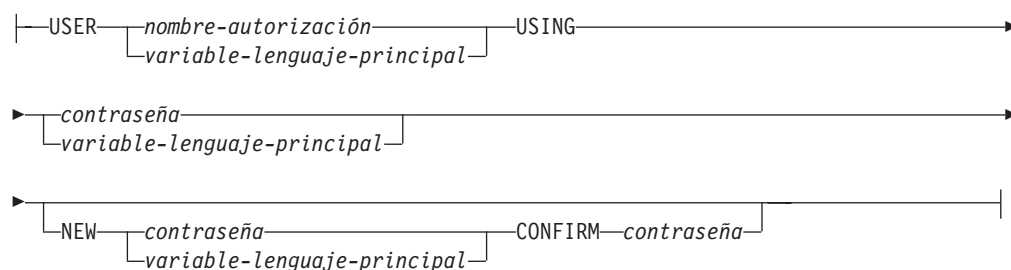 USER nombre-autorización USING
variable-lenguaje-principal
contraseña
variable-lenguaje-principal
NEW contraseña CONFIRM contraseña
variable-lenguaje-principal